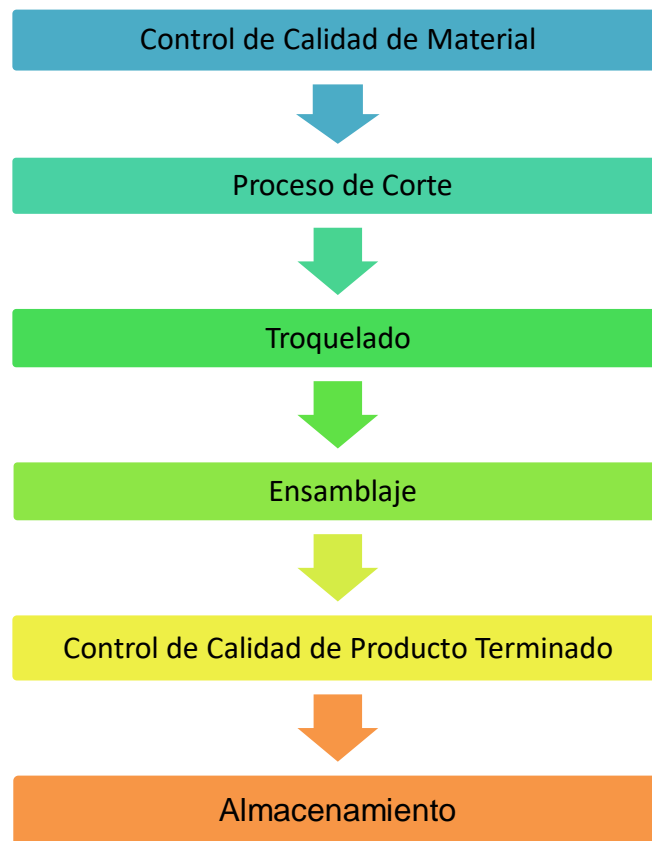 Control de Calidad de Material
Proceso de Corte
Troquelado
Ensamblaje
Control de Calidad de Producto Terminado
Almacenamiento